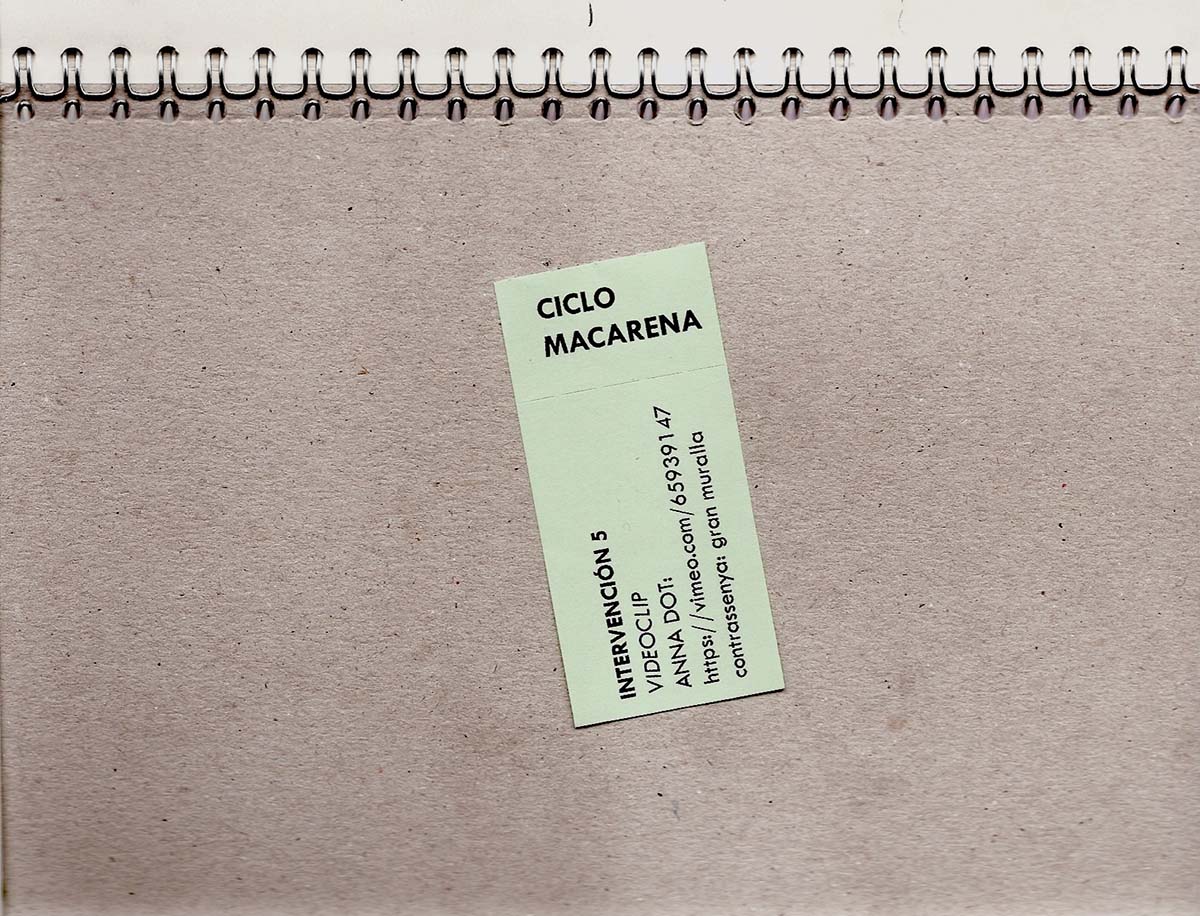 CICLO
MACARENA
INTERVENCIÓN 5
VIDEOCLIP
ANNA DOT:
https://vimeo.com/65939147
contrassenya: gran muralla